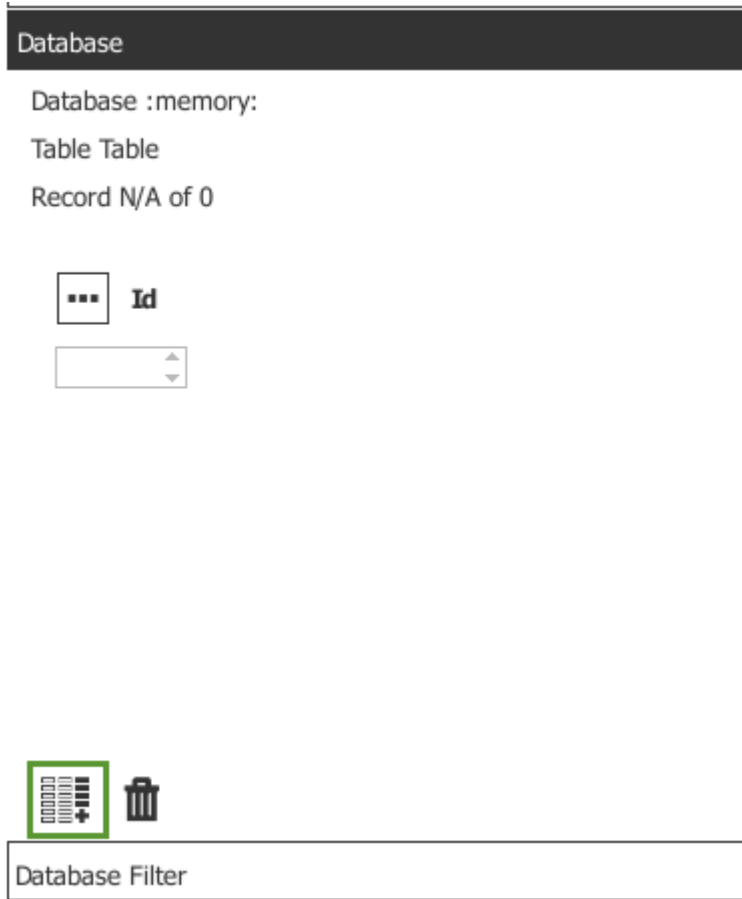 Database
Database :memory:
Table Table
Record N/A of 0
Id
Database Filter